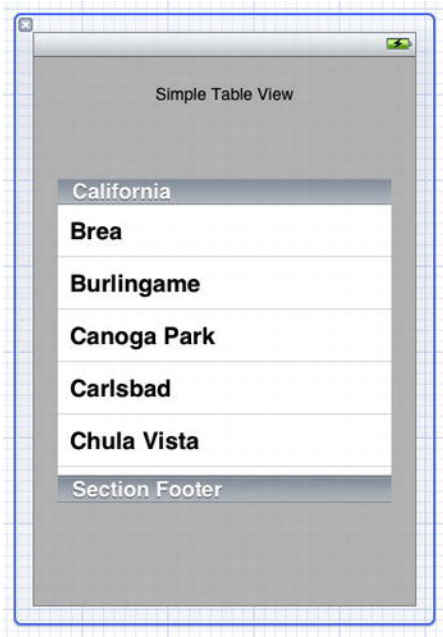 Simple Table View
California
Brea
Burlingame
Canoga Park
Carlsbad
Chula Vista
Section Footer